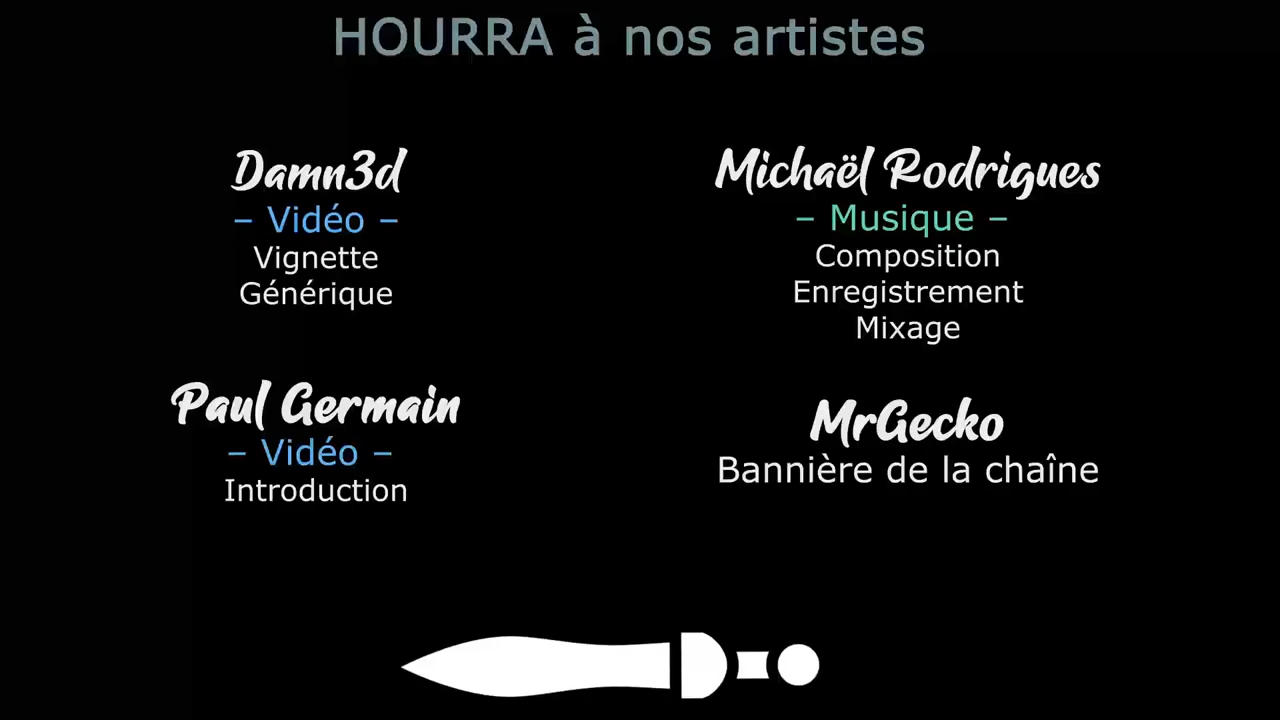 HOURRA à nos artistes
Damn3d
– Vidéo –
Vignette
Générique
Michaël Rodrigues
– Musique –
Composition
Enregistrement
Mixage
Paul Germain
– Vidéo –
Introduction
MrGecko
Bannière de la chaîne